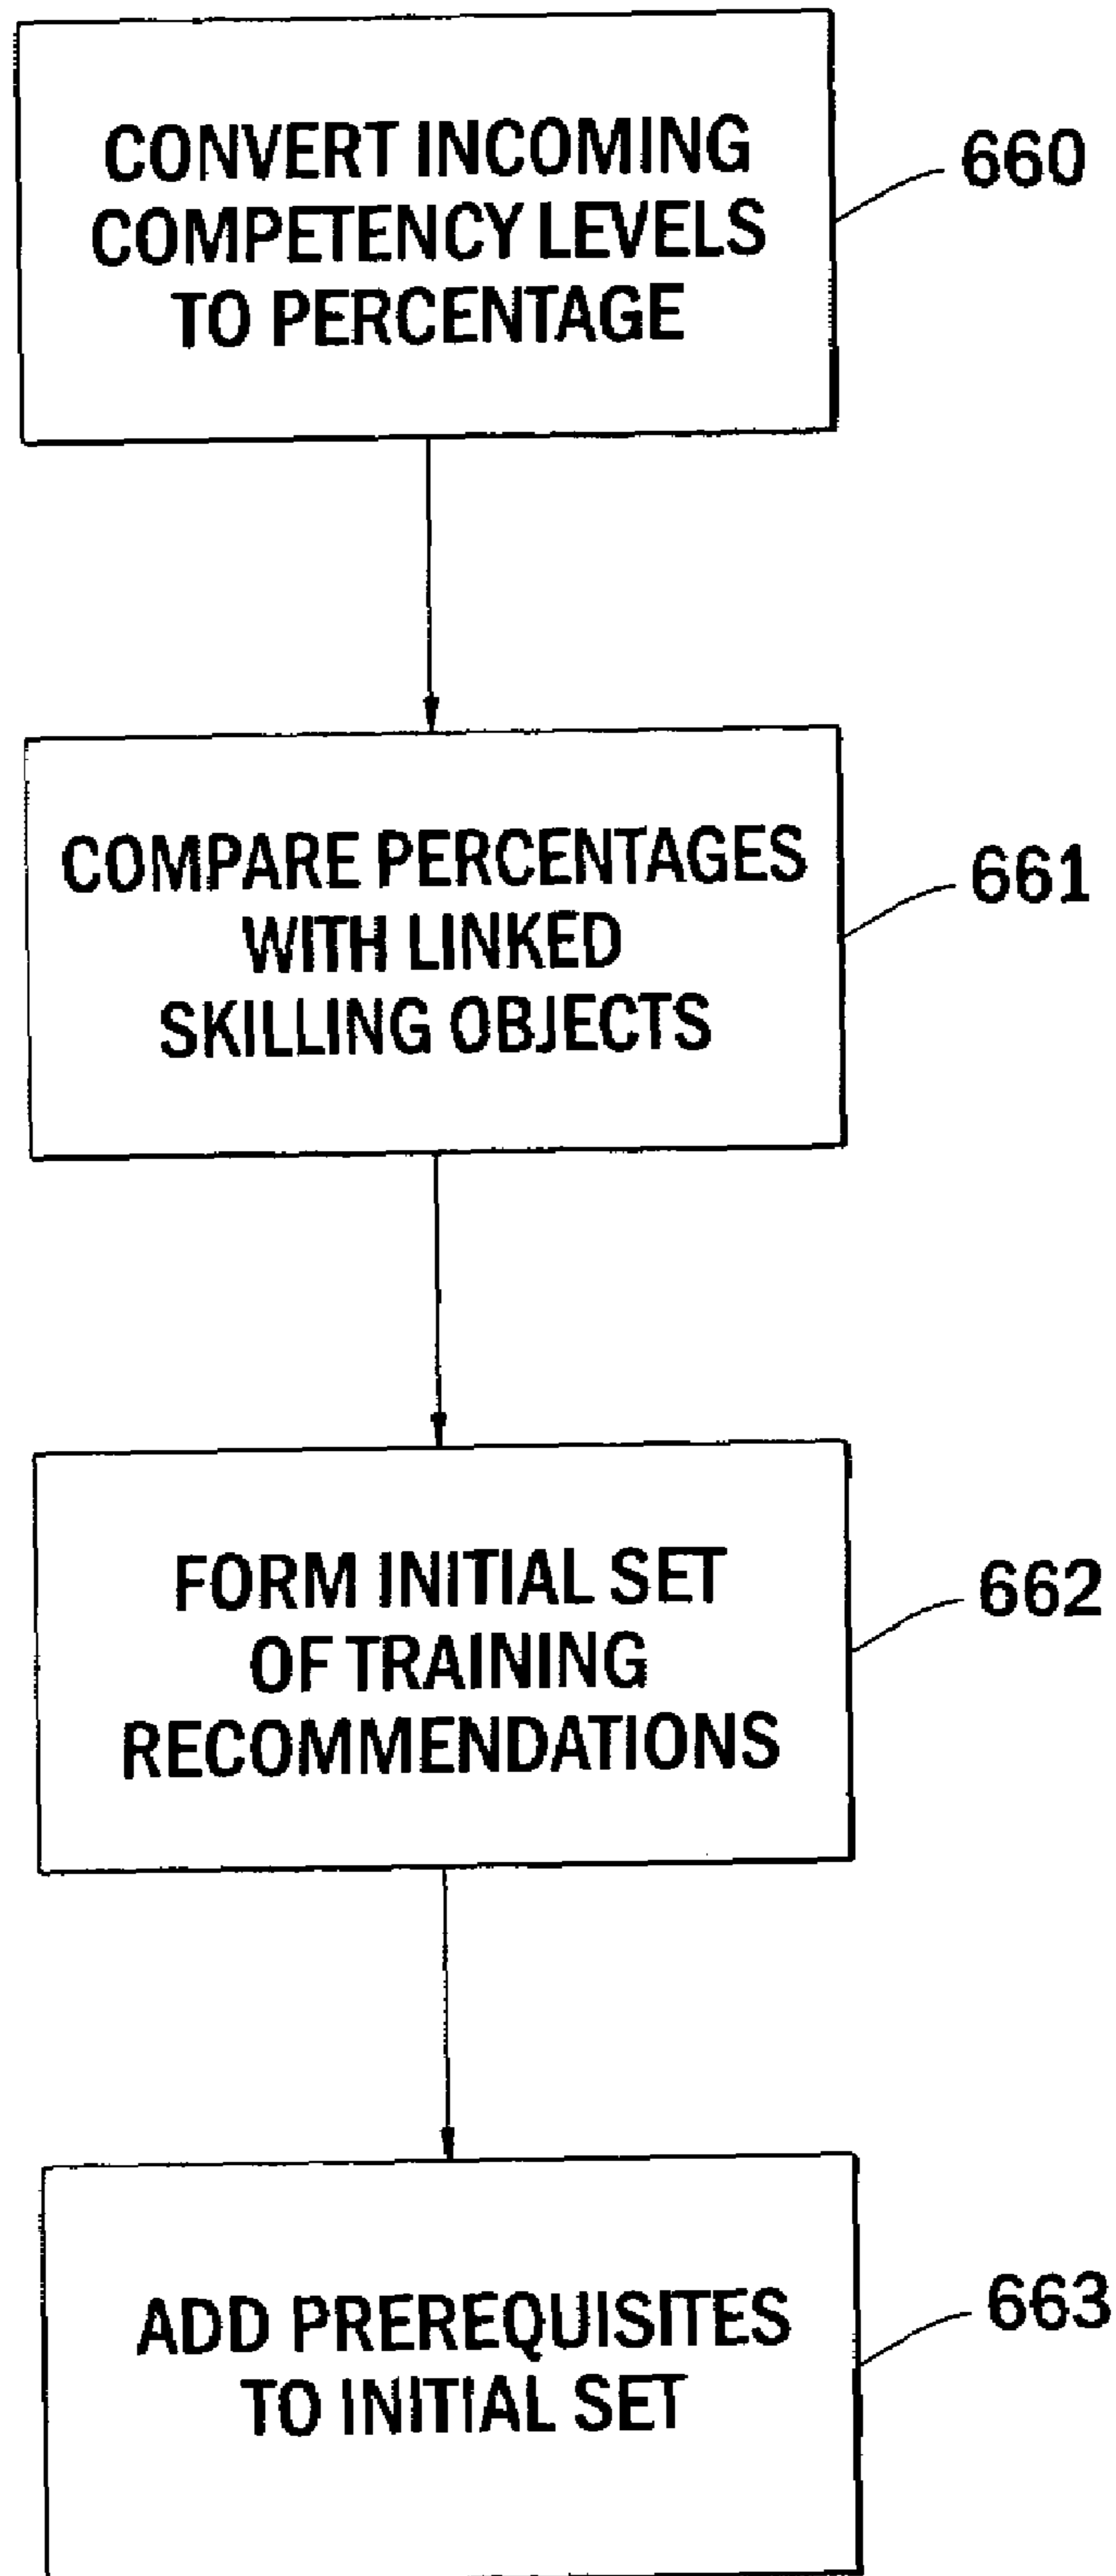 CONVERT INCOMING
COMPETENCY LEVELS
TO PERCENTAGE
660
COMPARE PERCENTAGES
WITH LINKED
SKILLING OBJECTS
661
FORM INITIAL SET
OF TRAINING
RECOMMENDATIONS
662
ADD PREREQUISITES
TO INITIAL SET
663